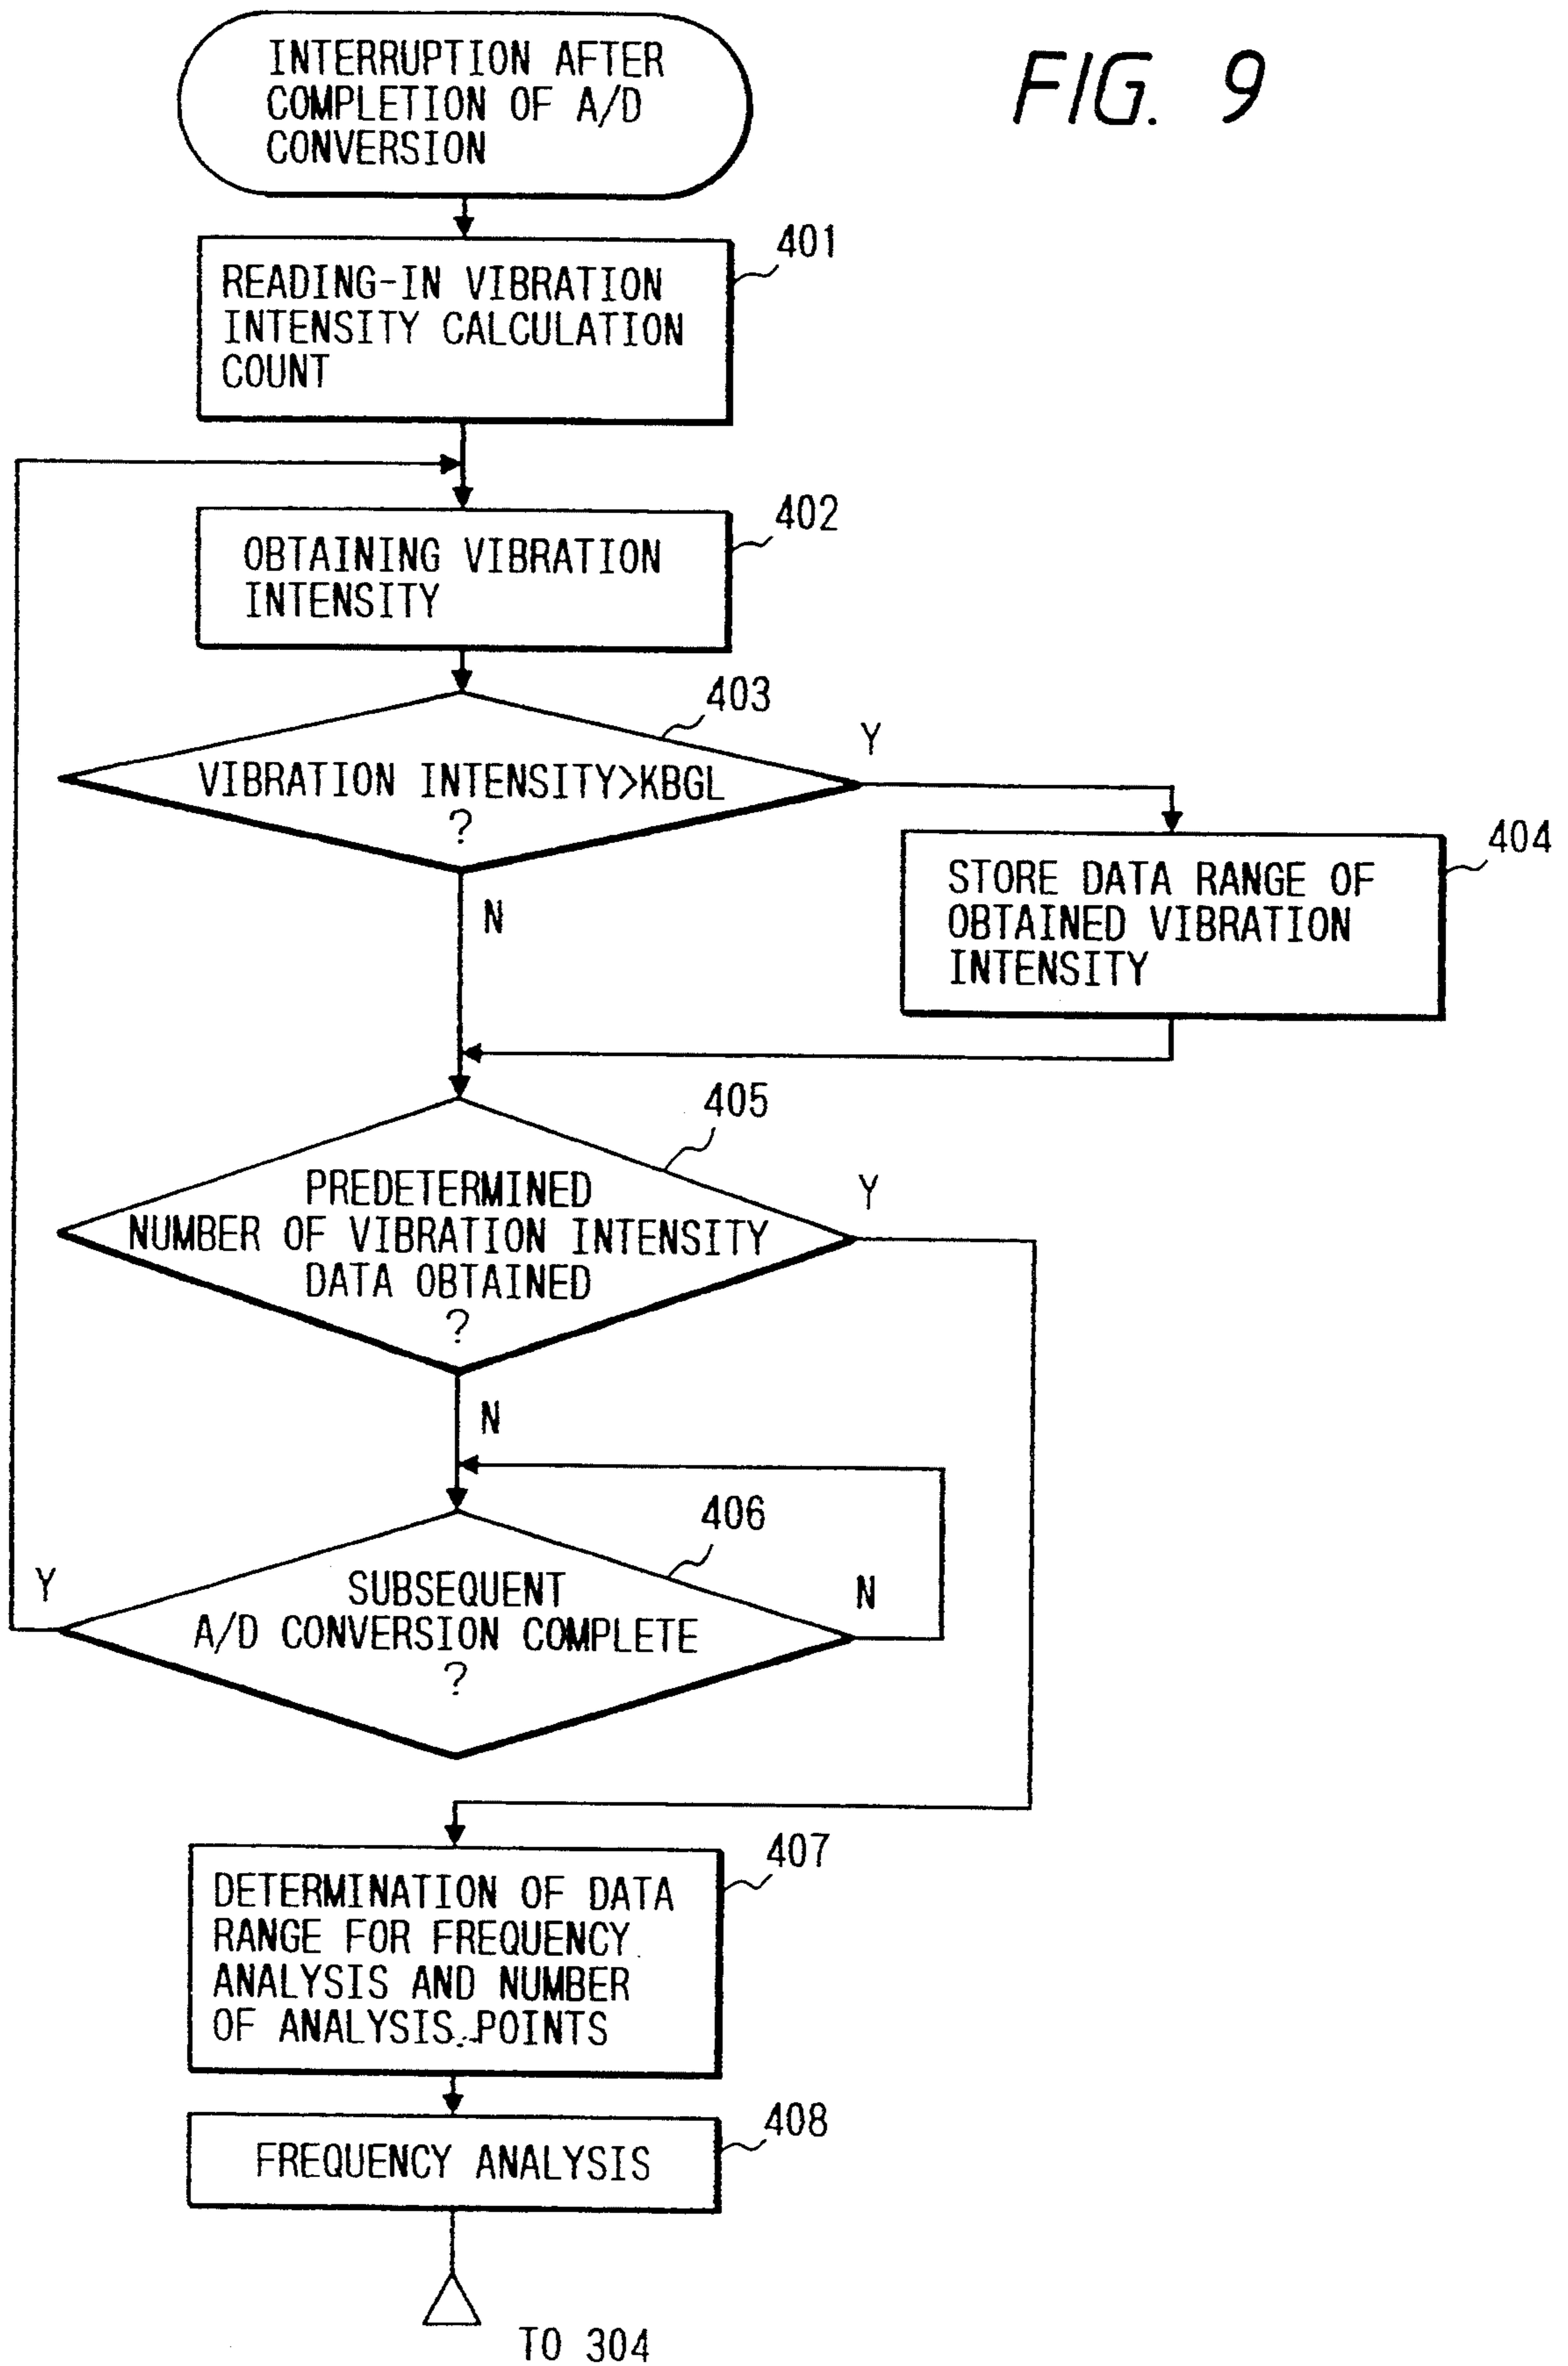 FIG. 9
INTERRUPTION AFTER
COMPLETION OF A/D
CONVERSION
401
READING-IN VIBRATION
INTENSITY CALCULATION
COUNT
402
OBTAINING VIBRATION
INTENSITY
403
VIBRATION INTENSITY>KBGL
?
Y
N
404
STORE DATA RANGE OF
OBTAINED VIBRATION
INTENSITY
405
PREDETERMINED
NUMBER OF VIBRATION INTENSITY
DATA OBTAINED
?
Y
N
406
SUBSEQUENT
A/D CONVERSION COMPLETE
?
Y
N
407
DETERMINATION OF DATA
RANGE FOR FREQUENCY
ANALYSIS AND NUMBER
OF ANALYSIS POINTS
408
FREQUENCY ANALYSIS
TO 304